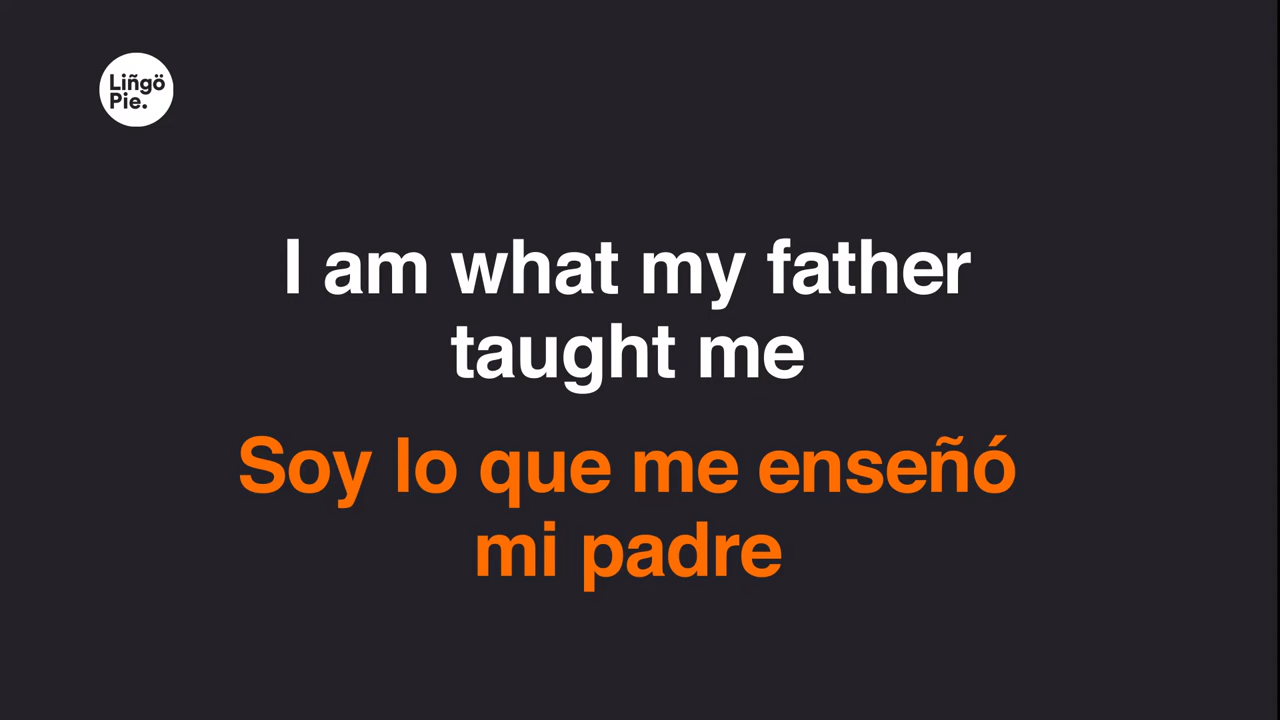 Liñgö
Pie.
I am what my father
taught me
Soy lo que me enseñó
mi padre